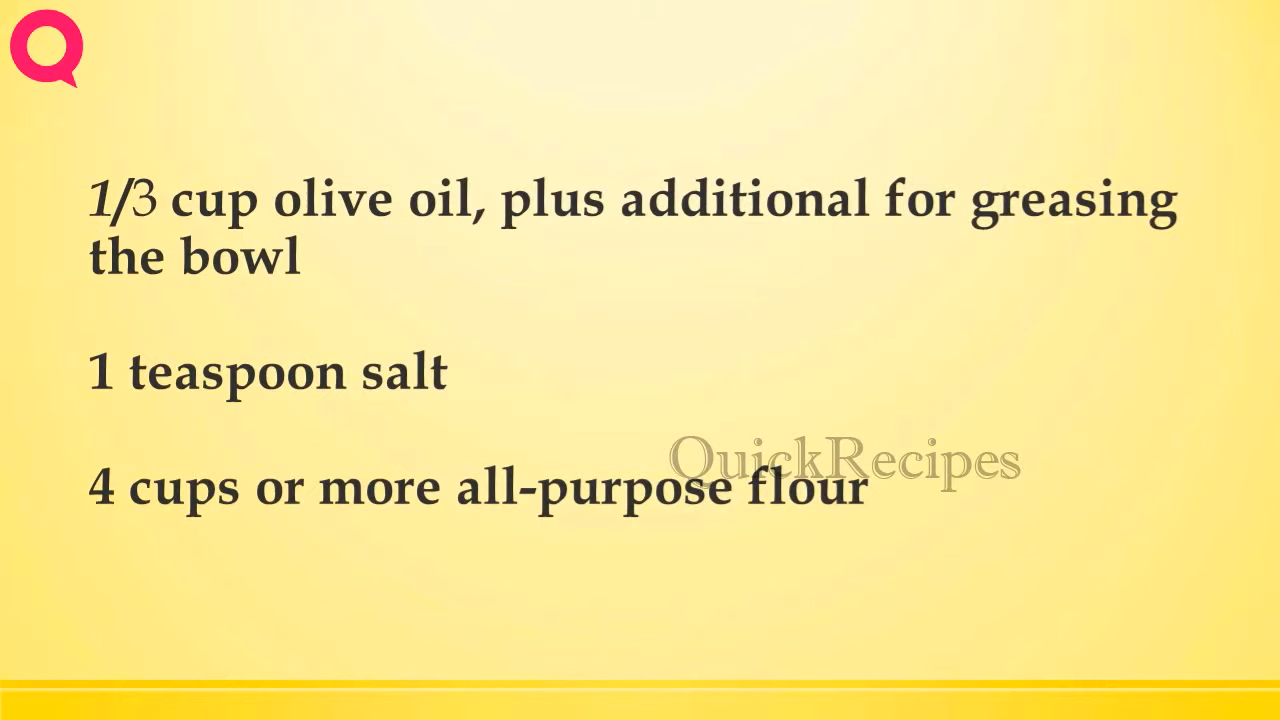 1/3 cup olive oil, plus additional for greasing
the bowl
1 teaspoon salt
QuickRecipes
4 cups or more all-purpose flour